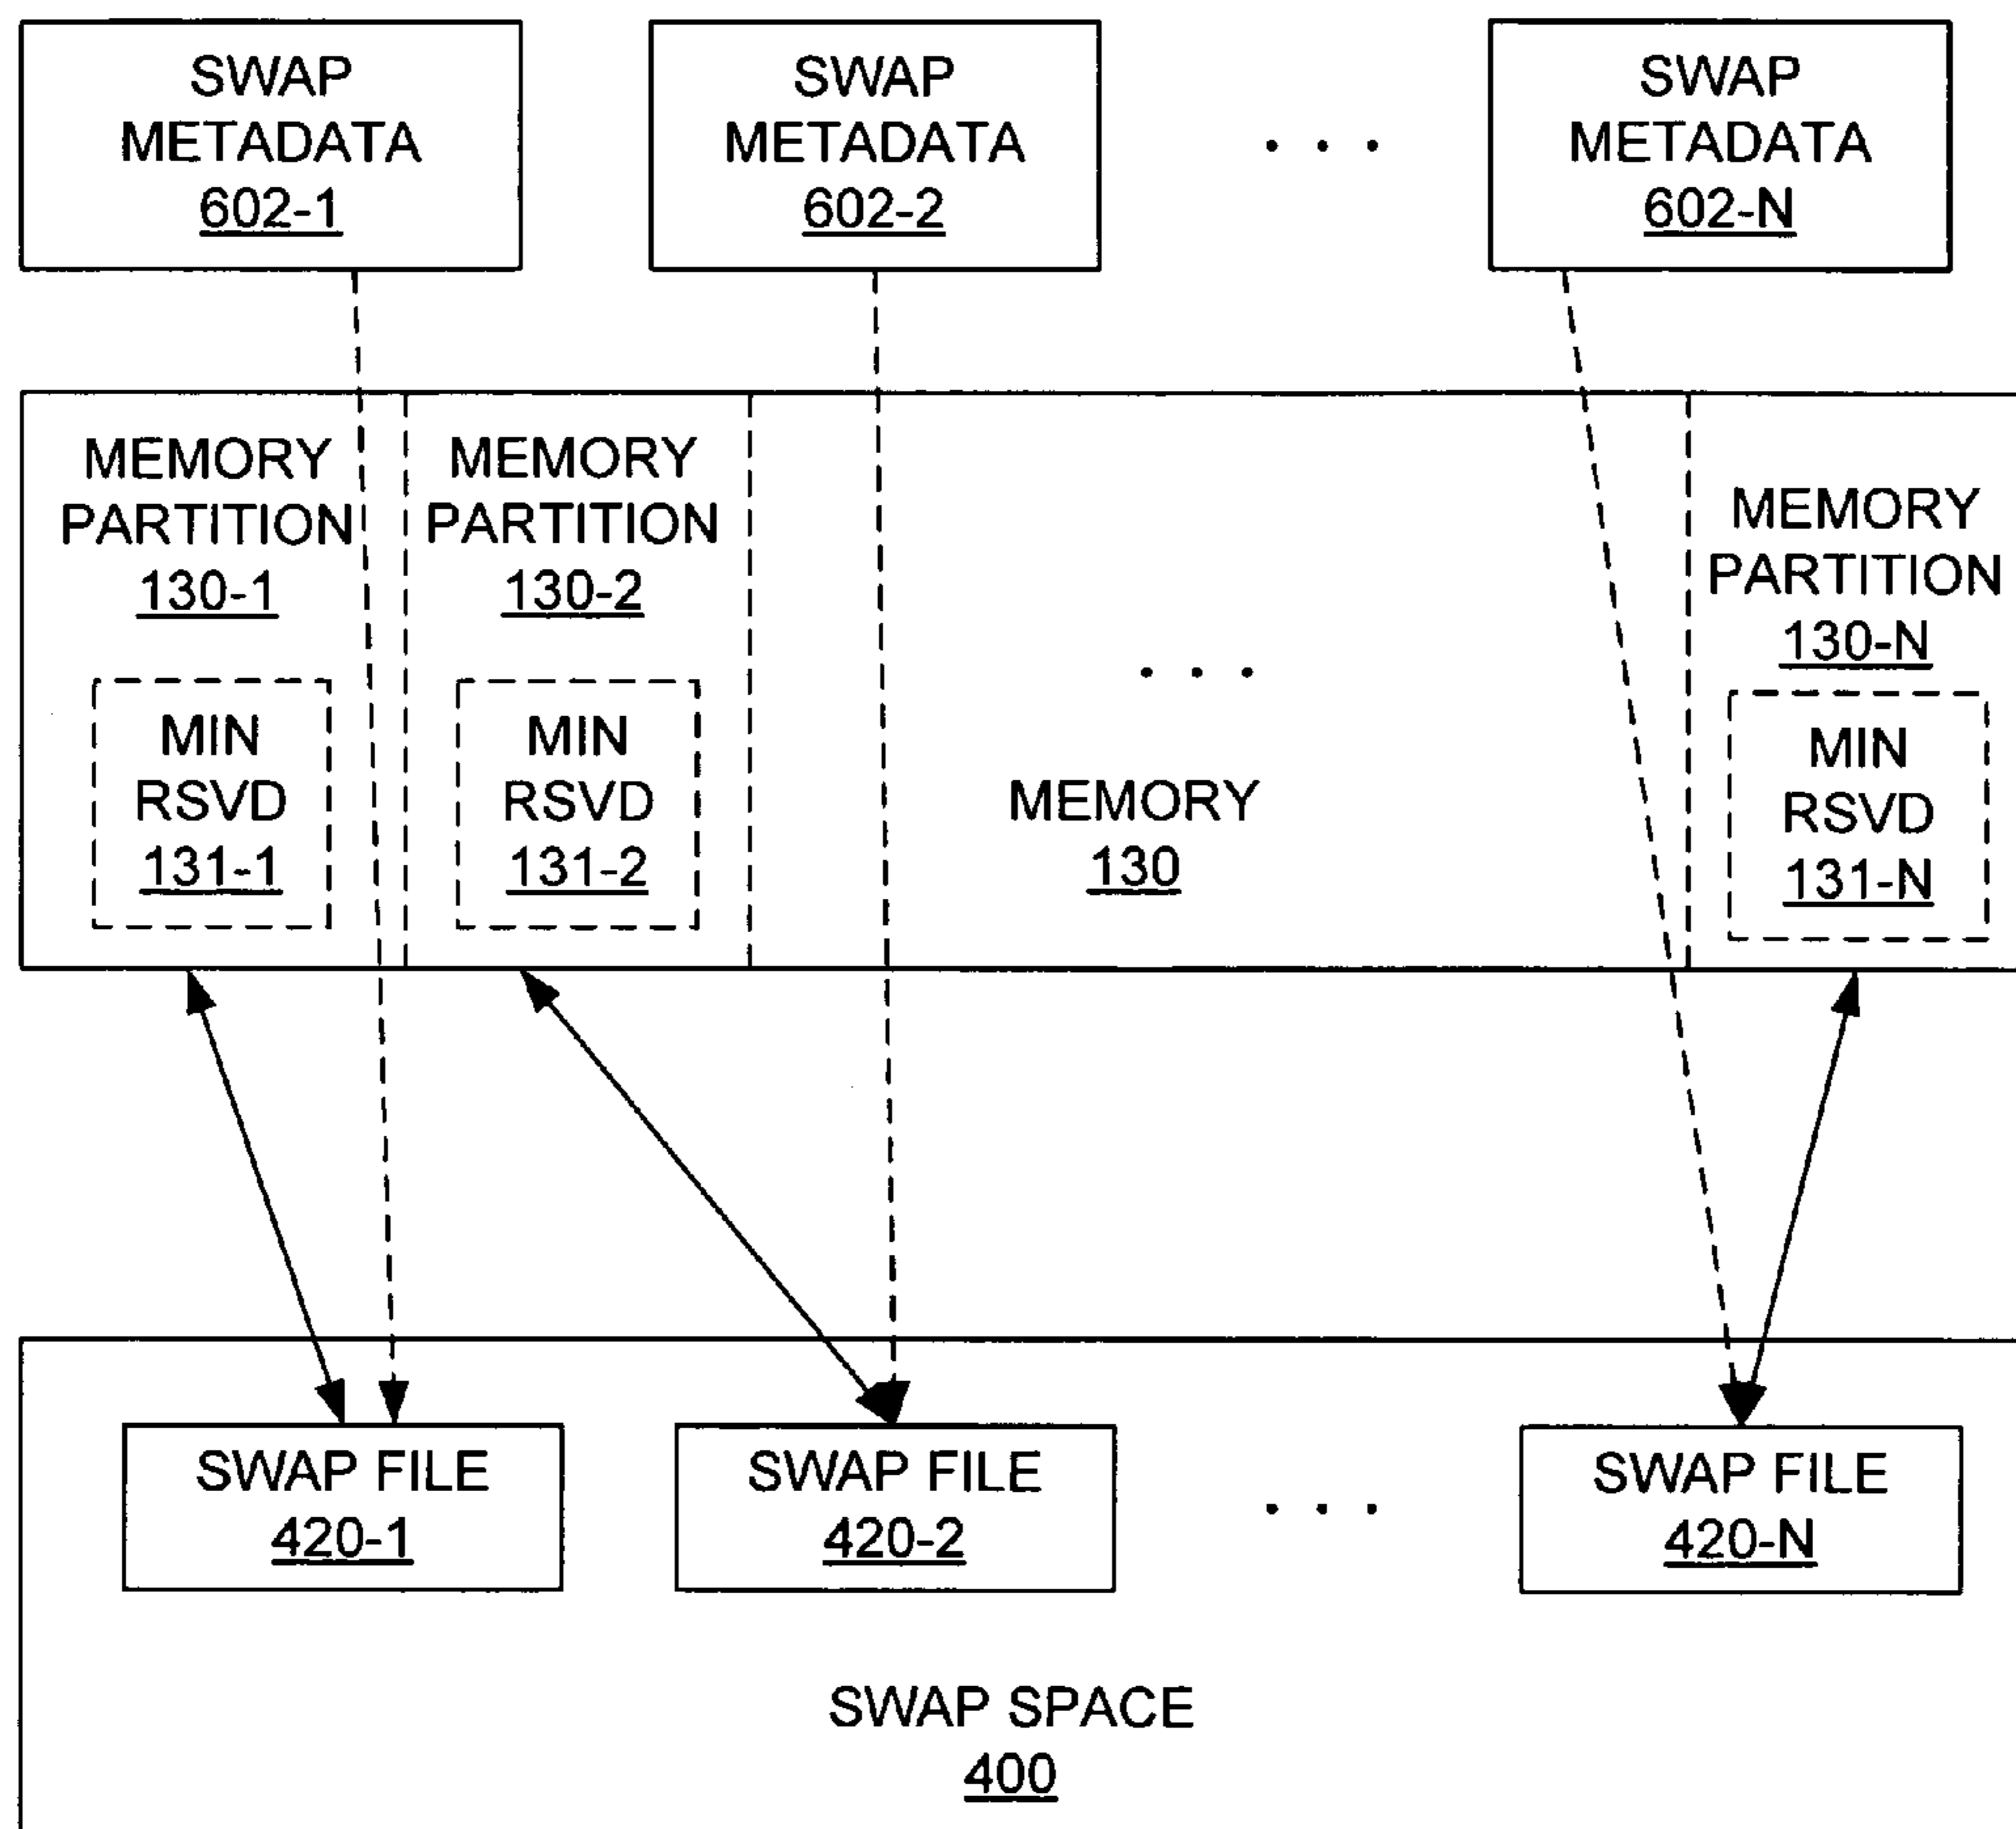 SWAP
METADATA
602-1
SWAP
METADATA
602-2
. . .
SWAP
METADATA
602-N
MEMORY
PARTITION
130-1
MIN
RSVD
131-1
MEMORY
PARTITION
130-2
MIN
RSVD
131-2
. . .
MEMORY
130
MEMORY
PARTITION
130-N
MIN
RSVD
131-N
SWAP FILE
420-1
SWAP FILE
420-2
. . .
SWAP FILE
420-N
SWAP SPACE
400